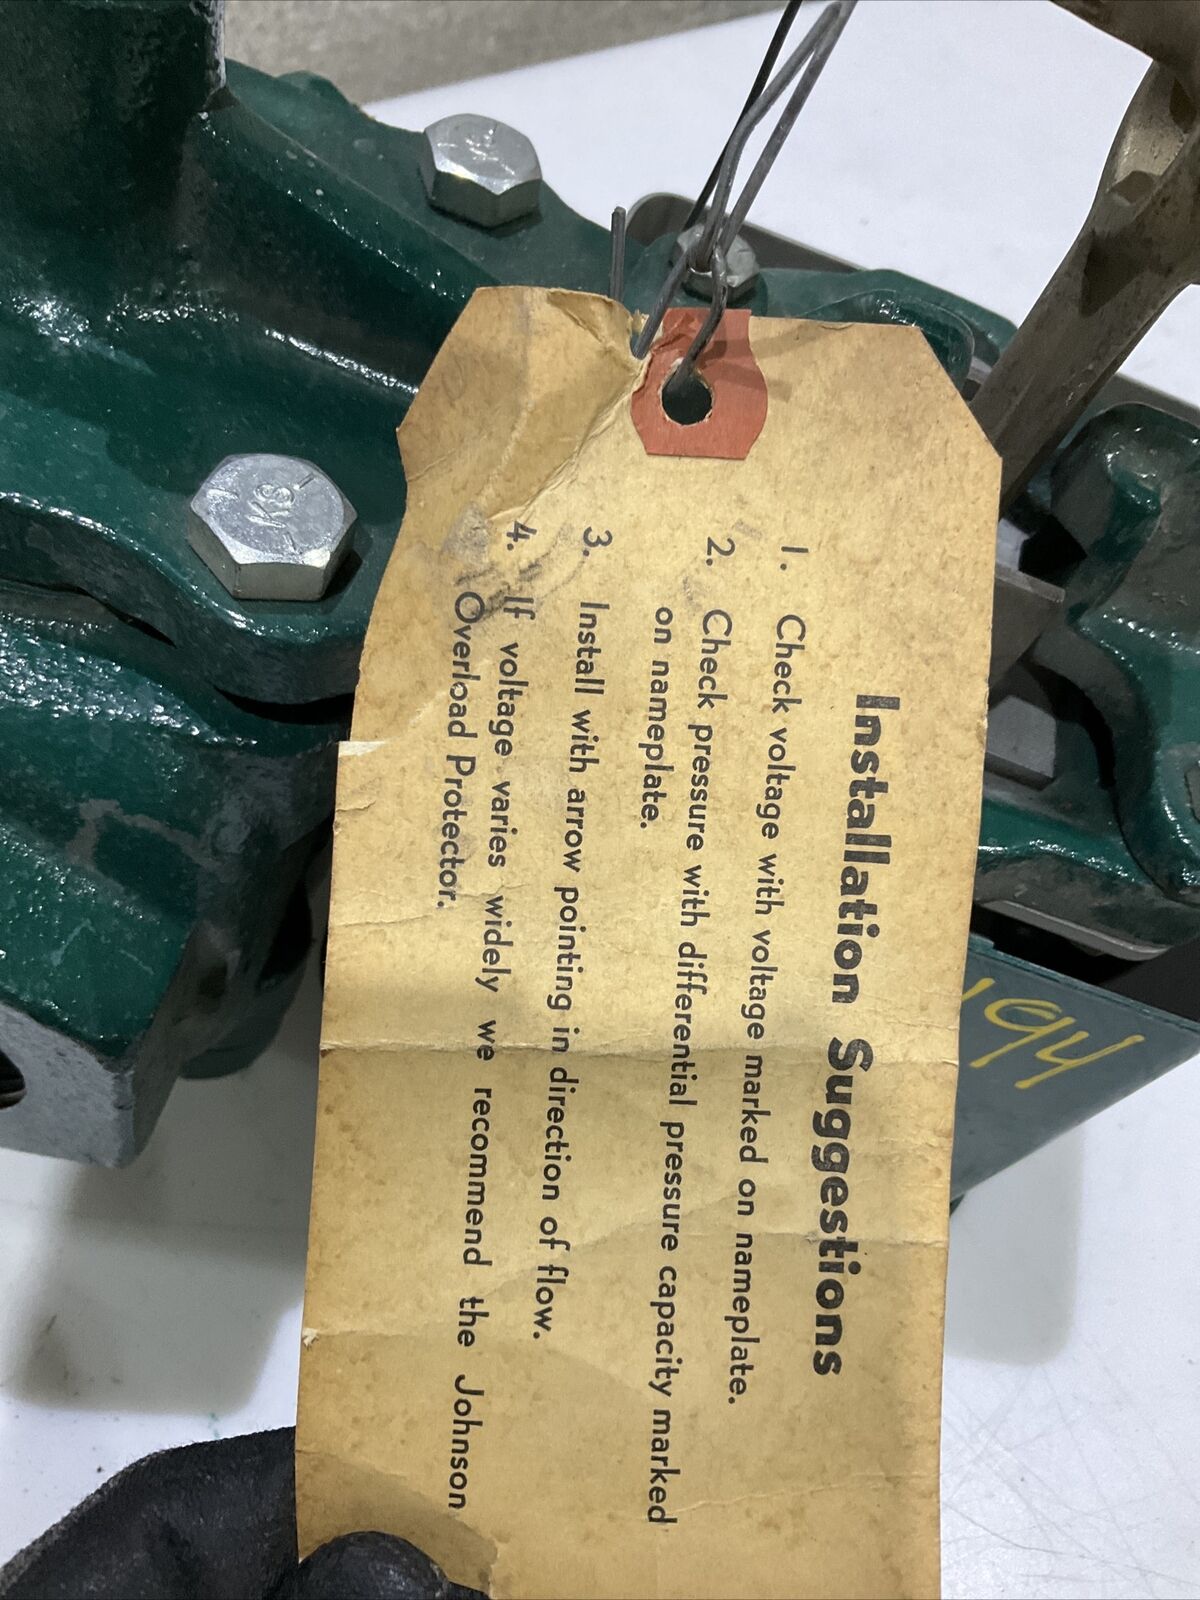 Installation Suggestions
1. Check voltage with voltage marked on nameplate.
2. Check pressure with differential pressure capacity marked
on nameplate.
3. Install with arrow pointing in direction of flow.
4. If voltage varies widely we recommend the Johnson
Overload Protector.
194